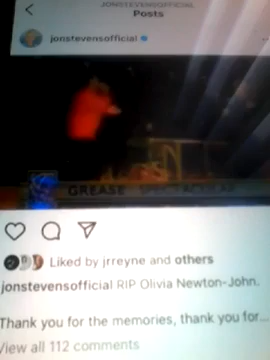 JONSTEVENSOFFICIAL
Posts
jonstevensofficial
GREASE SPECTACULAR
Liked by jrreyne and others
jonstevensofficial RIP Olivia Newton-John.
Thank you for the memories, thank you for...
View all 112 comments